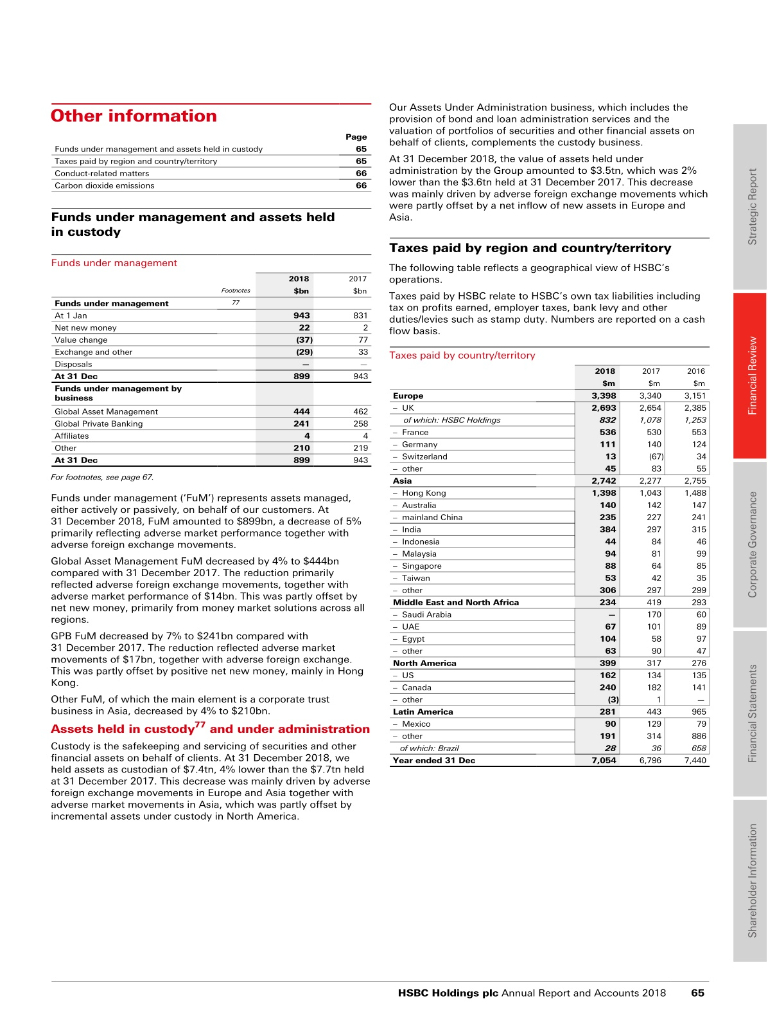 Other information
Page
Funds under management and assets held in custody 65
Taxes paid by region and country/territory 65
Conduct-related matters 66
Carbon dioxide emissions 66
Funds under management and assets held
in custody
Funds under management
2018 2017
Footnotes $bn $bn
Funds under management 77
At 1 Jan 943 831
Net new money 22 2
Value change (37) 77
Exchange and other (29) 33
Disposals — —
At 31 Dec 899 943
Funds under management by
business
Global Asset Management 444 462
Global Private Banking 241 258
Affiliates 4 4
Other 210 219
At 31 Dec 899 943
For footnotes, see page 67.
Funds under management (‘FuM’) represents assets managed,
either actively or passively, on behalf of our customers. At
31 December 2018, FuM amounted to $899bn, a decrease of 5%
primarily reflecting adverse market performance together with
adverse foreign exchange movements.
Global Asset Management FuM decreased by 4% to $444bn
compared with 31 December 2017. The reduction primarily
reflected adverse foreign exchange movements, together with
adverse market performance of $14bn. This was partly offset by
net new money, primarily from money market solutions across all
regions.
GPB FuM decreased by 7% to $241bn compared with
31 December 2017. The reduction reflected adverse market
movements of $17bn, together with adverse foreign exchange.
This was partly offset by positive net new money, mainly in Hong
Kong.
Other FuM, of which the main element is a corporate trust
business in Asia, decreased by 4% to $210bn.
Assets held in custody77 and under administration
Custody is the safekeeping and servicing of securities and other
financial assets on behalf of clients. At 31 December 2018, we
held assets as custodian of $7.4tn, 4% lower than the $7.7tn held
at 31 December 2017. This decrease was mainly driven by adverse
foreign exchange movements in Europe and Asia together with
adverse market movements in Asia, which was partly offset by
incremental assets under custody in North America.
Our Assets Under Administration business, which includes the
provision of bond and loan administration services and the
valuation of portfolios of securities and other financial assets on
behalf of clients, complements the custody business.
At 31 December 2018, the value of assets held under
administration by the Group amounted to $3.5tn, which was 2%
lower than the $3.6tn held at 31 December 2017. This decrease
was mainly driven by adverse foreign exchange movements which
were partly offset by a net inflow of new assets in Europe and
Asia.
Taxes paid by region and country/territory
The following table reflects a geographical view of HSBC’s
operations.
Taxes paid by HSBC relate to HSBC’s own tax liabilities including
tax on profits earned, employer taxes, bank levy and other
duties/levies such as stamp duty. Numbers are reported on a cash
flow basis.
Taxes paid by country/territory
2018 2017 2016
$m $m $m
Europe 3,398 3,340 3,151
– UK 2,693 2,654 2,385
of which: HSBC Holdings 832 1,078 1,253
– France 536 530 553
– Germany 111 140 124
– Switzerland 13 (67) 34
– other 45 83 55
Asia 2,742 2,277 2,755
– Hong Kong 1,398 1,043 1,488
– Australia 140 142 147
– mainland China 235 227 241
– India 384 297 315
– Indonesia 44 84 46
– Malaysia 94 81 99
– Singapore 88 64 85
– Taiwan 53 42 35
– other 306 297 299
Middle East and North Africa 234 419 293
– Saudi Arabia — 170 60
– UAE 67 101 89
– Egypt 104 58 97
– other 63 90 47
North America 399 317 276
– US 162 134 135
– Canada 240 182 141
– other (3) 1 —
Latin America 281 443 965
– Mexico 90 129 79
– other 191 314 886
of which: Brazil 28 36 658
Year ended 31 Dec 7,054 6,796 7,440
Strategic Report
Financial Review
Corporate Governance
Financial Statements
Shareholder Information
HSBC Holdings plc Annual Report and Accounts 2018 65